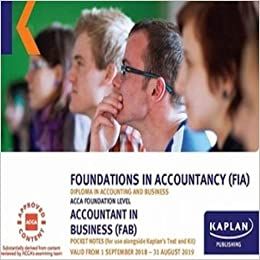 FOUNDATIONS IN ACCOUNTANCY (FIA)
DIPLOMA IN ACCOUNTING AND BUSINESS
ACCA FOUNDATION LEVEL
ACCOUNTANT IN
BUSINESS (FAB)
POCKET NOTES (for use alongside Kaplan's Text and Kit)
VALID FROM 1 SEPTEMBER 2018 – 31 AUGUST 2019
APPROVED
CONTENT
ACCA
Substantially derived from content
reviewed by ACCA's examining team
KAPLAN
PUBLISHING